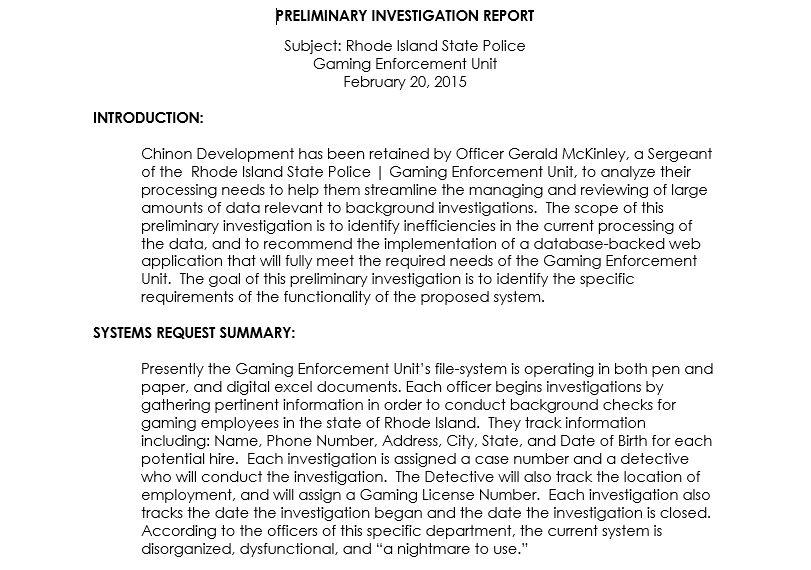 PRELIMINARY INVESTIGATION REPORT
Subject: Rhode Island State Police
Gaming Enforcement Unit
February 20, 2015
INTRODUCTION:
Chinon Development has been retained by Officer Gerald McKinley, a Sergeant
of the  Rhode Island State Police | Gaming Enforcement Unit, to analyze their
processing needs to help them streamline the managing and reviewing of large
amounts of data relevant to background investigations.  The scope of this
preliminary investigation is to identify inefficiencies in the current processing of
the data, and to recommend the implementation of a database-backed web
application that will fully meet the required needs of the Gaming Enforcement
Unit.  The goal of this preliminary investigation is to identify the specific
requirements of the functionality of the proposed system.
SYSTEMS REQUEST SUMMARY:
Presently the Gaming Enforcement Unit’s file-system is operating in both pen and
paper, and digital excel documents. Each officer begins investigations by
gathering pertinent information in order to conduct background checks for
gaming employees in the state of Rhode Island.  They track information
including: Name, Phone Number, Address, City, State, and Date of Birth for each
potential hire.  Each investigation is assigned a case number and a detective
who will conduct the investigation.  The Detective will also track the location of
employment, and will assign a Gaming License Number.  Each investigation also
tracks the date the investigation began and the date the investigation is closed.
According to the officers of this specific department, the current system is
disorganized, dysfunctional, and “a nightmare to use.”